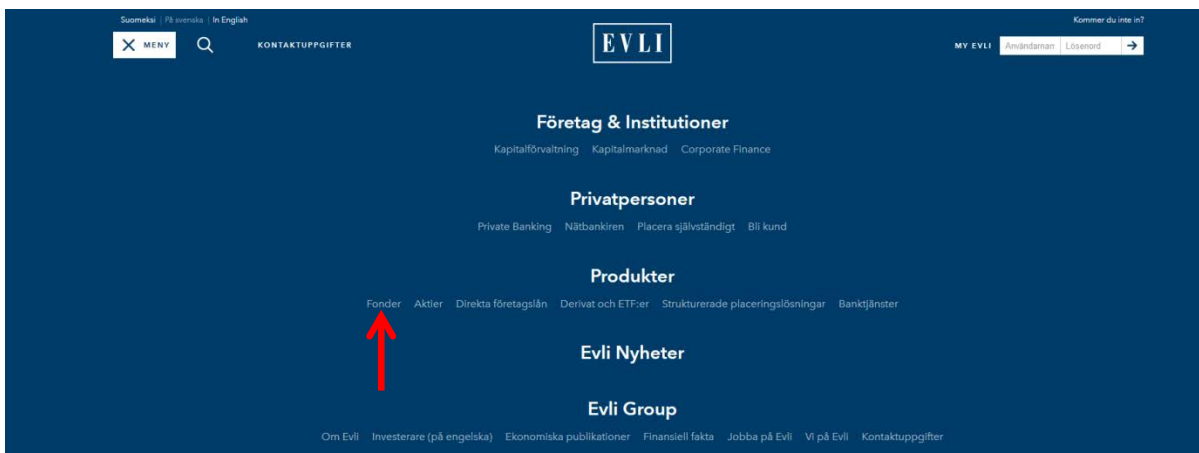 Suomeksi | På svenska | In English
Kommer du inte in?
MENY
KONTAKTUPPGIFTER
EVLI
MY EVLI
Användarnam
Lösenord
Företag & Institutioner
Kapitalförvaltning Kapitalmarknad Corporate Finance
Privatpersoner
Private Banking Nätbankiren Placera självständigt Bli kund
Produkter
Fonder Aktier Direkta företagslån Derivat och ETF:er Strukturerade placeringslösningar Banktjänster
Evli Nyheter
Evli Group
Om Evli Investerare (på engelska) Ekonomiska publikationer Finansiell fakta Jobba på Evli Vi på Evli Kontaktuppgifter